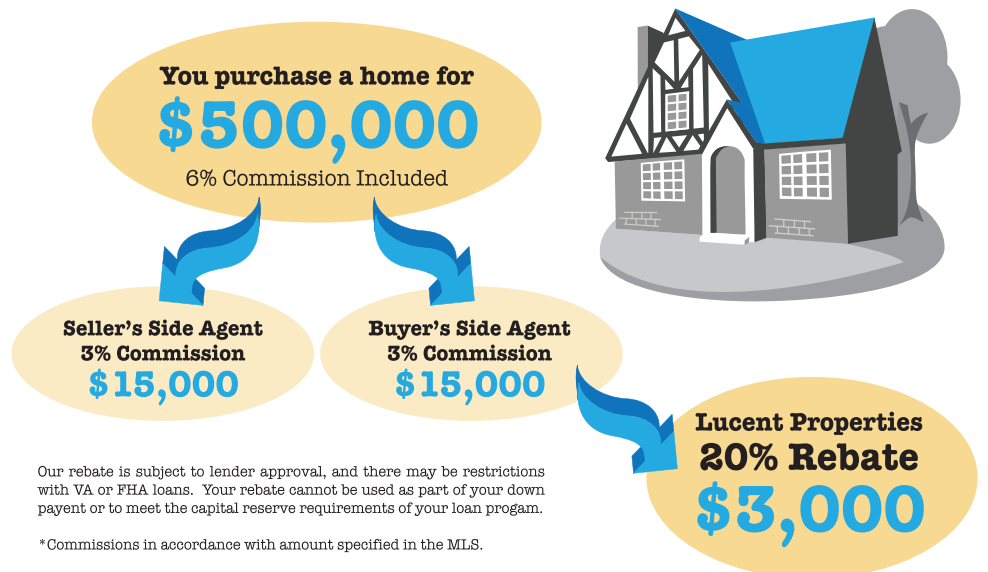 You purchase a home for
$500,000
6% Commission Included
Seller's Side Agent
3% Commission
$15,000
Buyer's Side Agent
3% Commission
$15,000
Lucent Properties
20% Rebate
$3,000
Our rebate is subject to lender approval, and there may be restrictions
with VA or FHA loans.  Your rebate cannot be used as part of your down
payent or to meet the capital reserve requirements of your loan progam.
*Commissions in accordance with amount specified in the MLS.